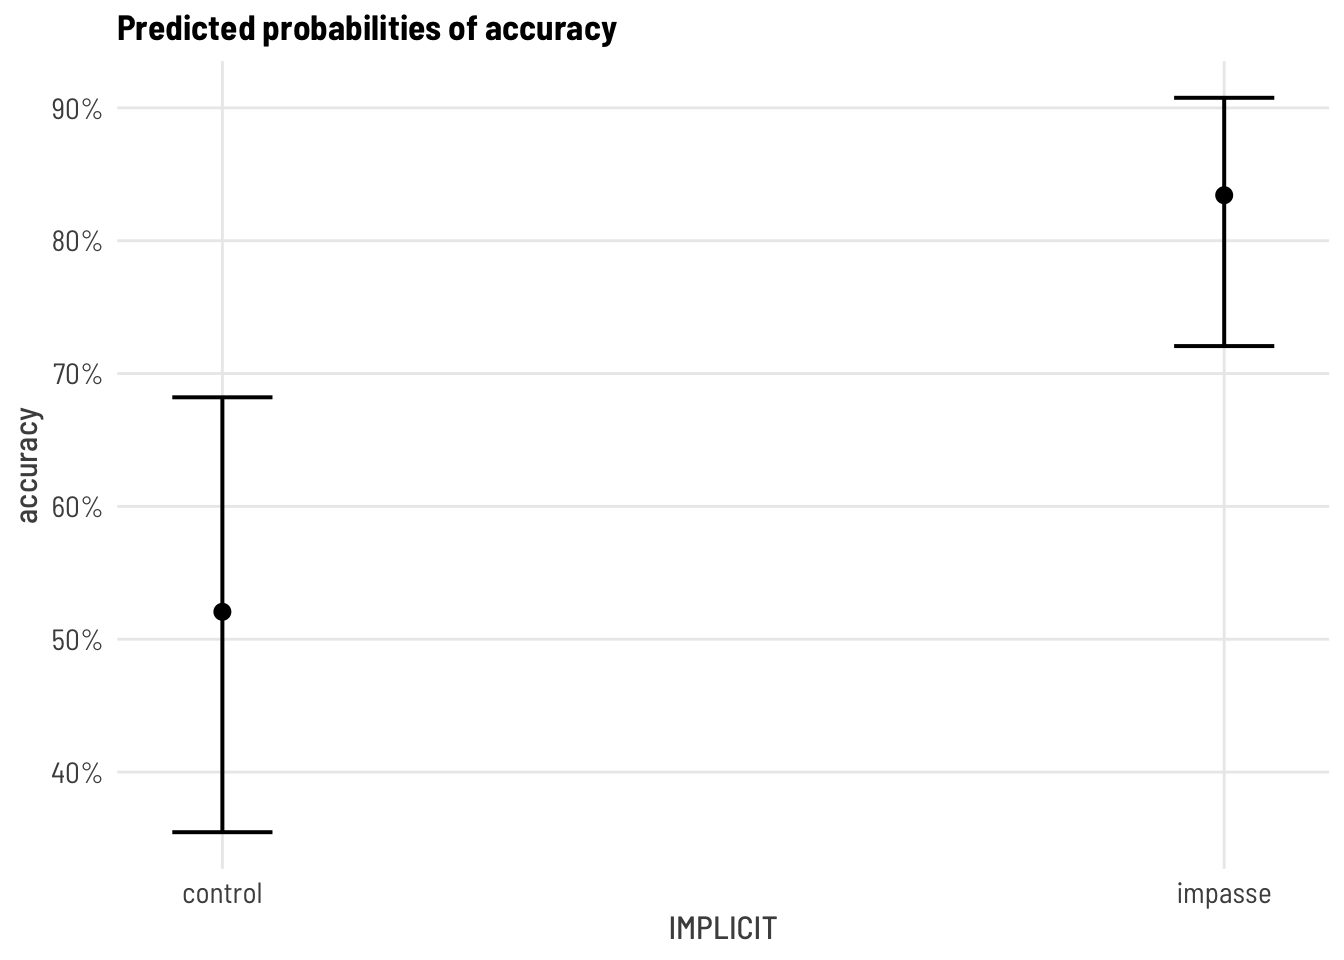 Predicted probabilities of accuracy
90%
80%
70%
60%
50%
40%
accuracy
control
impasse
IMPLICIT